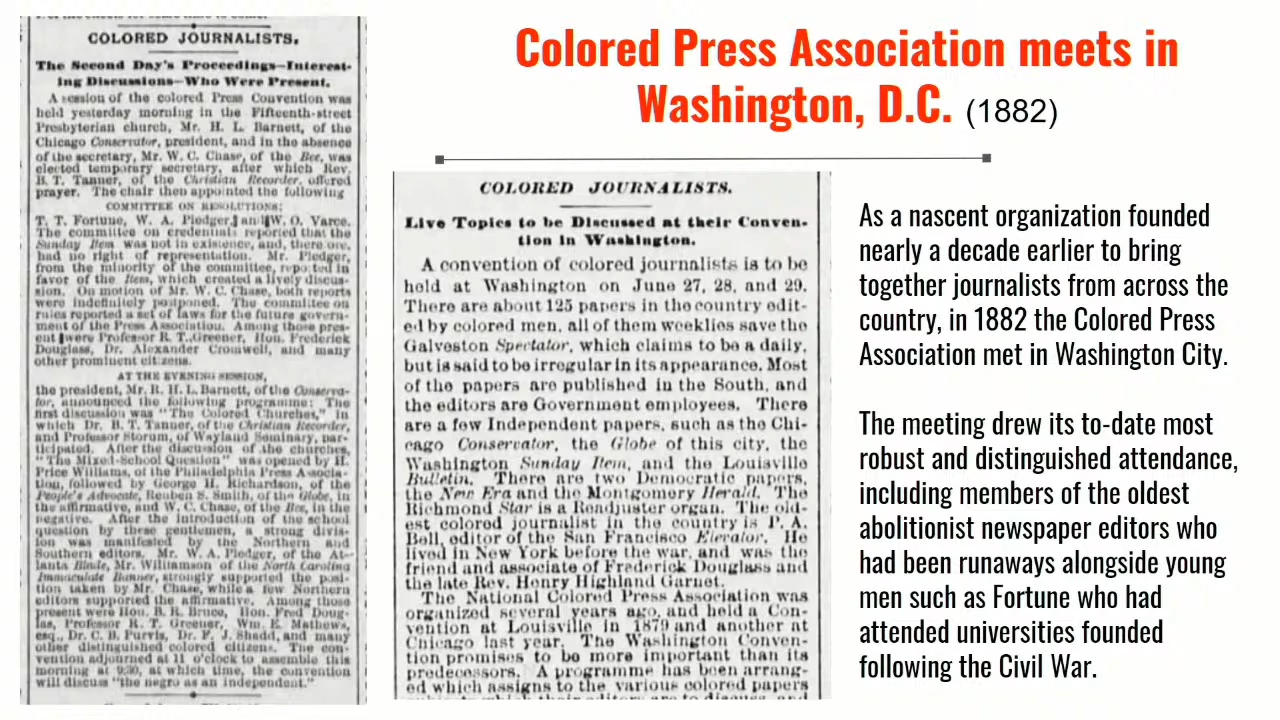 Colored Press Association meets in
Washington, D.C. (1882)
COLORED JOURNALISTS.
The Second Day's Proceedings—Interest-
ing Discussions—Who Were Present.
A session of the colored Press Convention was
held yesterday morning in the Fifteenth-street
Presbyterian church, Mr. H. L. Barnett, of the
Chicago Conservator, president, and in the absence
of the secretary, Mr. W. C. Chase, of the Bee, was
elected temporary secretary, after which Rev.
B. T. Tanner, of the Christian Recorder, offered
prayer. The chair then appointed the following
COMMITTEE ON RESOLUTIONS:
T. T. Fortune, W. A. Pledger, and W. O. Varce.
The committee on credentials reported that the
Sunday Item was not in existence, and, therefore,
had no right of representation. Mr. Pledger,
from the minority of the committee, reported in
favor of the Item, which created a lively discus-
sion. On motion of Mr. W. C. Chase, both reports
were indefinitely postponed. The committee on
rules reported a set of laws for the future govern-
ment of the Press Association. Among those pres-
ent were Professor R. T. Greener, Hon. Frederick
Douglass, Dr. Alexander Cromwell, and many
other prominent citizens.
AT THE EVENING SESSION,
the president, Mr. R. H. L. Barnett, of the Conserva-
tor, announced the following programme: The
first discussion was "The Colored Churches," in
which Dr. B. T. Tanner, of the Christian Recorder,
and Professor Storum, of Wayland Seminary, par-
ticipated. After the discussion of the churches,
"The Mixed-School Question" was opened by H.
Price Williams, of the Philadelphia Press Associa-
tion, followed by George H. Richardson, of the
People's Advocate, Reuben S. Smith, of the Globe, in
the affirmative, and W. C. Chase, of the Bee, in the
negative. After the introduction of the school
question by these gentlemen, a strong divis-
ion was manifested by the Northern and
Southern editors, Mr. W. A. Pledger, of the At-
lanta Blade, Mr. Williamson of the North Carolina
Immaculate Banner, strongly supported the posi-
tion taken by Mr. Chase, while a few Northern
editors supported the affirmative. Among those
present were Hon. B. K. Bruce, Hon. Fred Doug-
las, Professor R. T. Greener, Wm. E. Mathews,
esq., Dr. C. B. Purvis, Dr. F. J. Shadd, and many
other distinguished colored citizens. The con-
vention adjourned at 11 o'clock to assemble this
morning at 9:30, at which time, the convention
will discuss "the negro as an independent."
COLORED JOURNALISTS.
Live Topics to be Discussed at their Conven-
tion in Washington.
A convention of colored journalists is to be
held at Washington on June 27, 28, and 29.
There are about 125 papers in the country edit-
ed by colored men, all of them weeklies save the
Galveston Spectator, which claims to be a daily,
but is said to be irregular in its appearance. Most
of the papers are published in the South, and
the editors are Government employees. There
are a few Independent papers, such as the Chi-
cago Conservator, the Globe of this city, the
Washington Sunday Item, and the Louisville
Bulletin. There are two Democratic papers,
the New Era and the Montgomery Herald. The
Richmond Star is a Readjuster organ. The old-
est colored journalist in the country is P. A.
Bell, editor of the San Francisco Elevator. He
lived in New York before the war, and was the
friend and associate of Frederick Douglass and
the late Rev. Henry Highland Garnet.
The National Colored Press Association was
organized several years ago, and held a Con-
vention at Louisville in 1879 and another at
Chicago last year. The Washington Conven-
tion promises to be more important than its
predecessors. A programme has been arrang-
ed which assigns to the various colored papers
As a nascent organization founded
nearly a decade earlier to bring
together journalists from across the
country, in 1882 the Colored Press
Association met in Washington City.
The meeting drew its to-date most
robust and distinguished attendance,
including members of the oldest
abolitionist newspaper editors who
had been runaways alongside young
men such as Fortune who had
attended universities founded
following the Civil War.